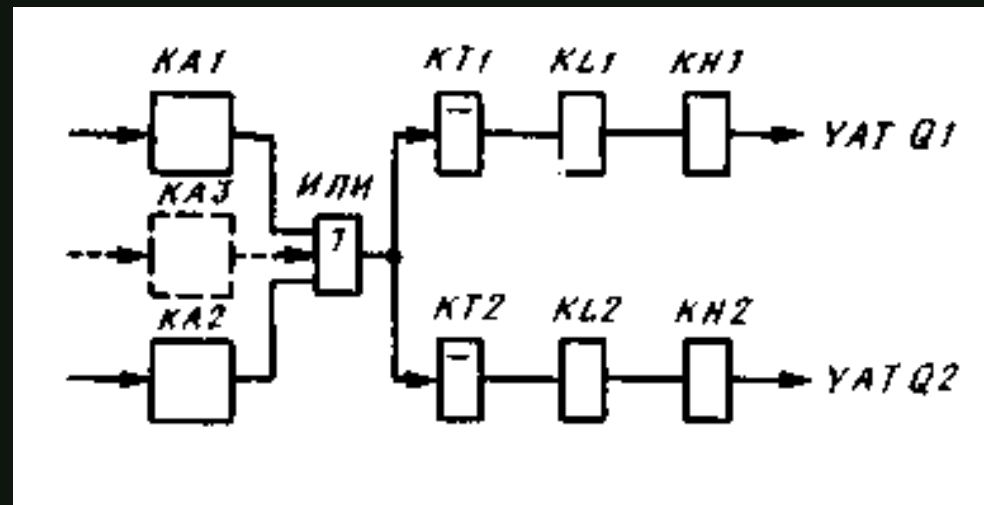 KA1
KT1
KL1
KH1
YAT Q1
KA3
ИЛИ
1
KA2
KT2
KL2
KH2
YAT Q2